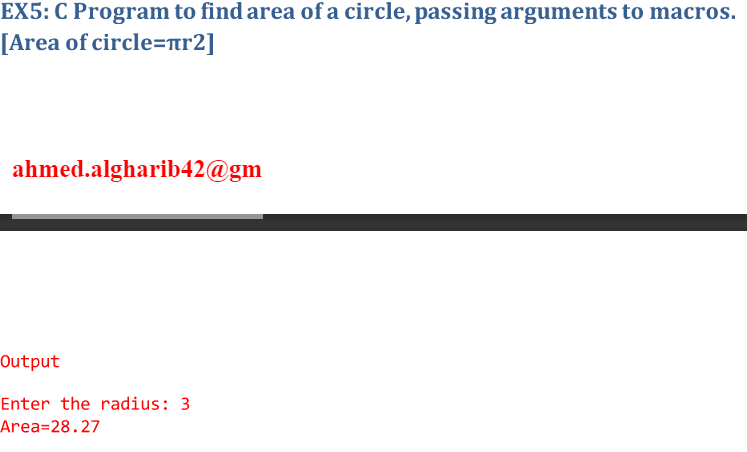 EX5: C Program to find area of a circle, passing arguments to macros.
[Area of circle=πr2]
ahmed.algharib42@gm
Output
Enter the radius: 3
Area=28.27